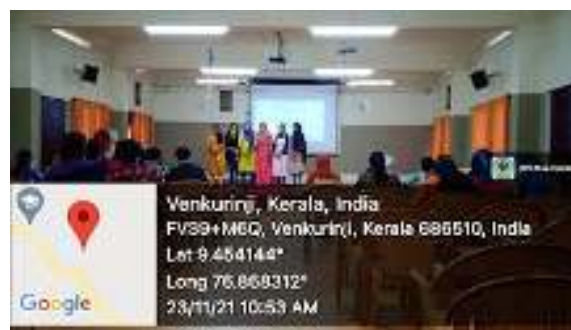 Venkurinji, Kerala, India
FV39+M6Q, Venkurinji, Kerala 686510, India
Lat 9.454144°
Long 76.868312°
23/11/21 10:53 AM
Google